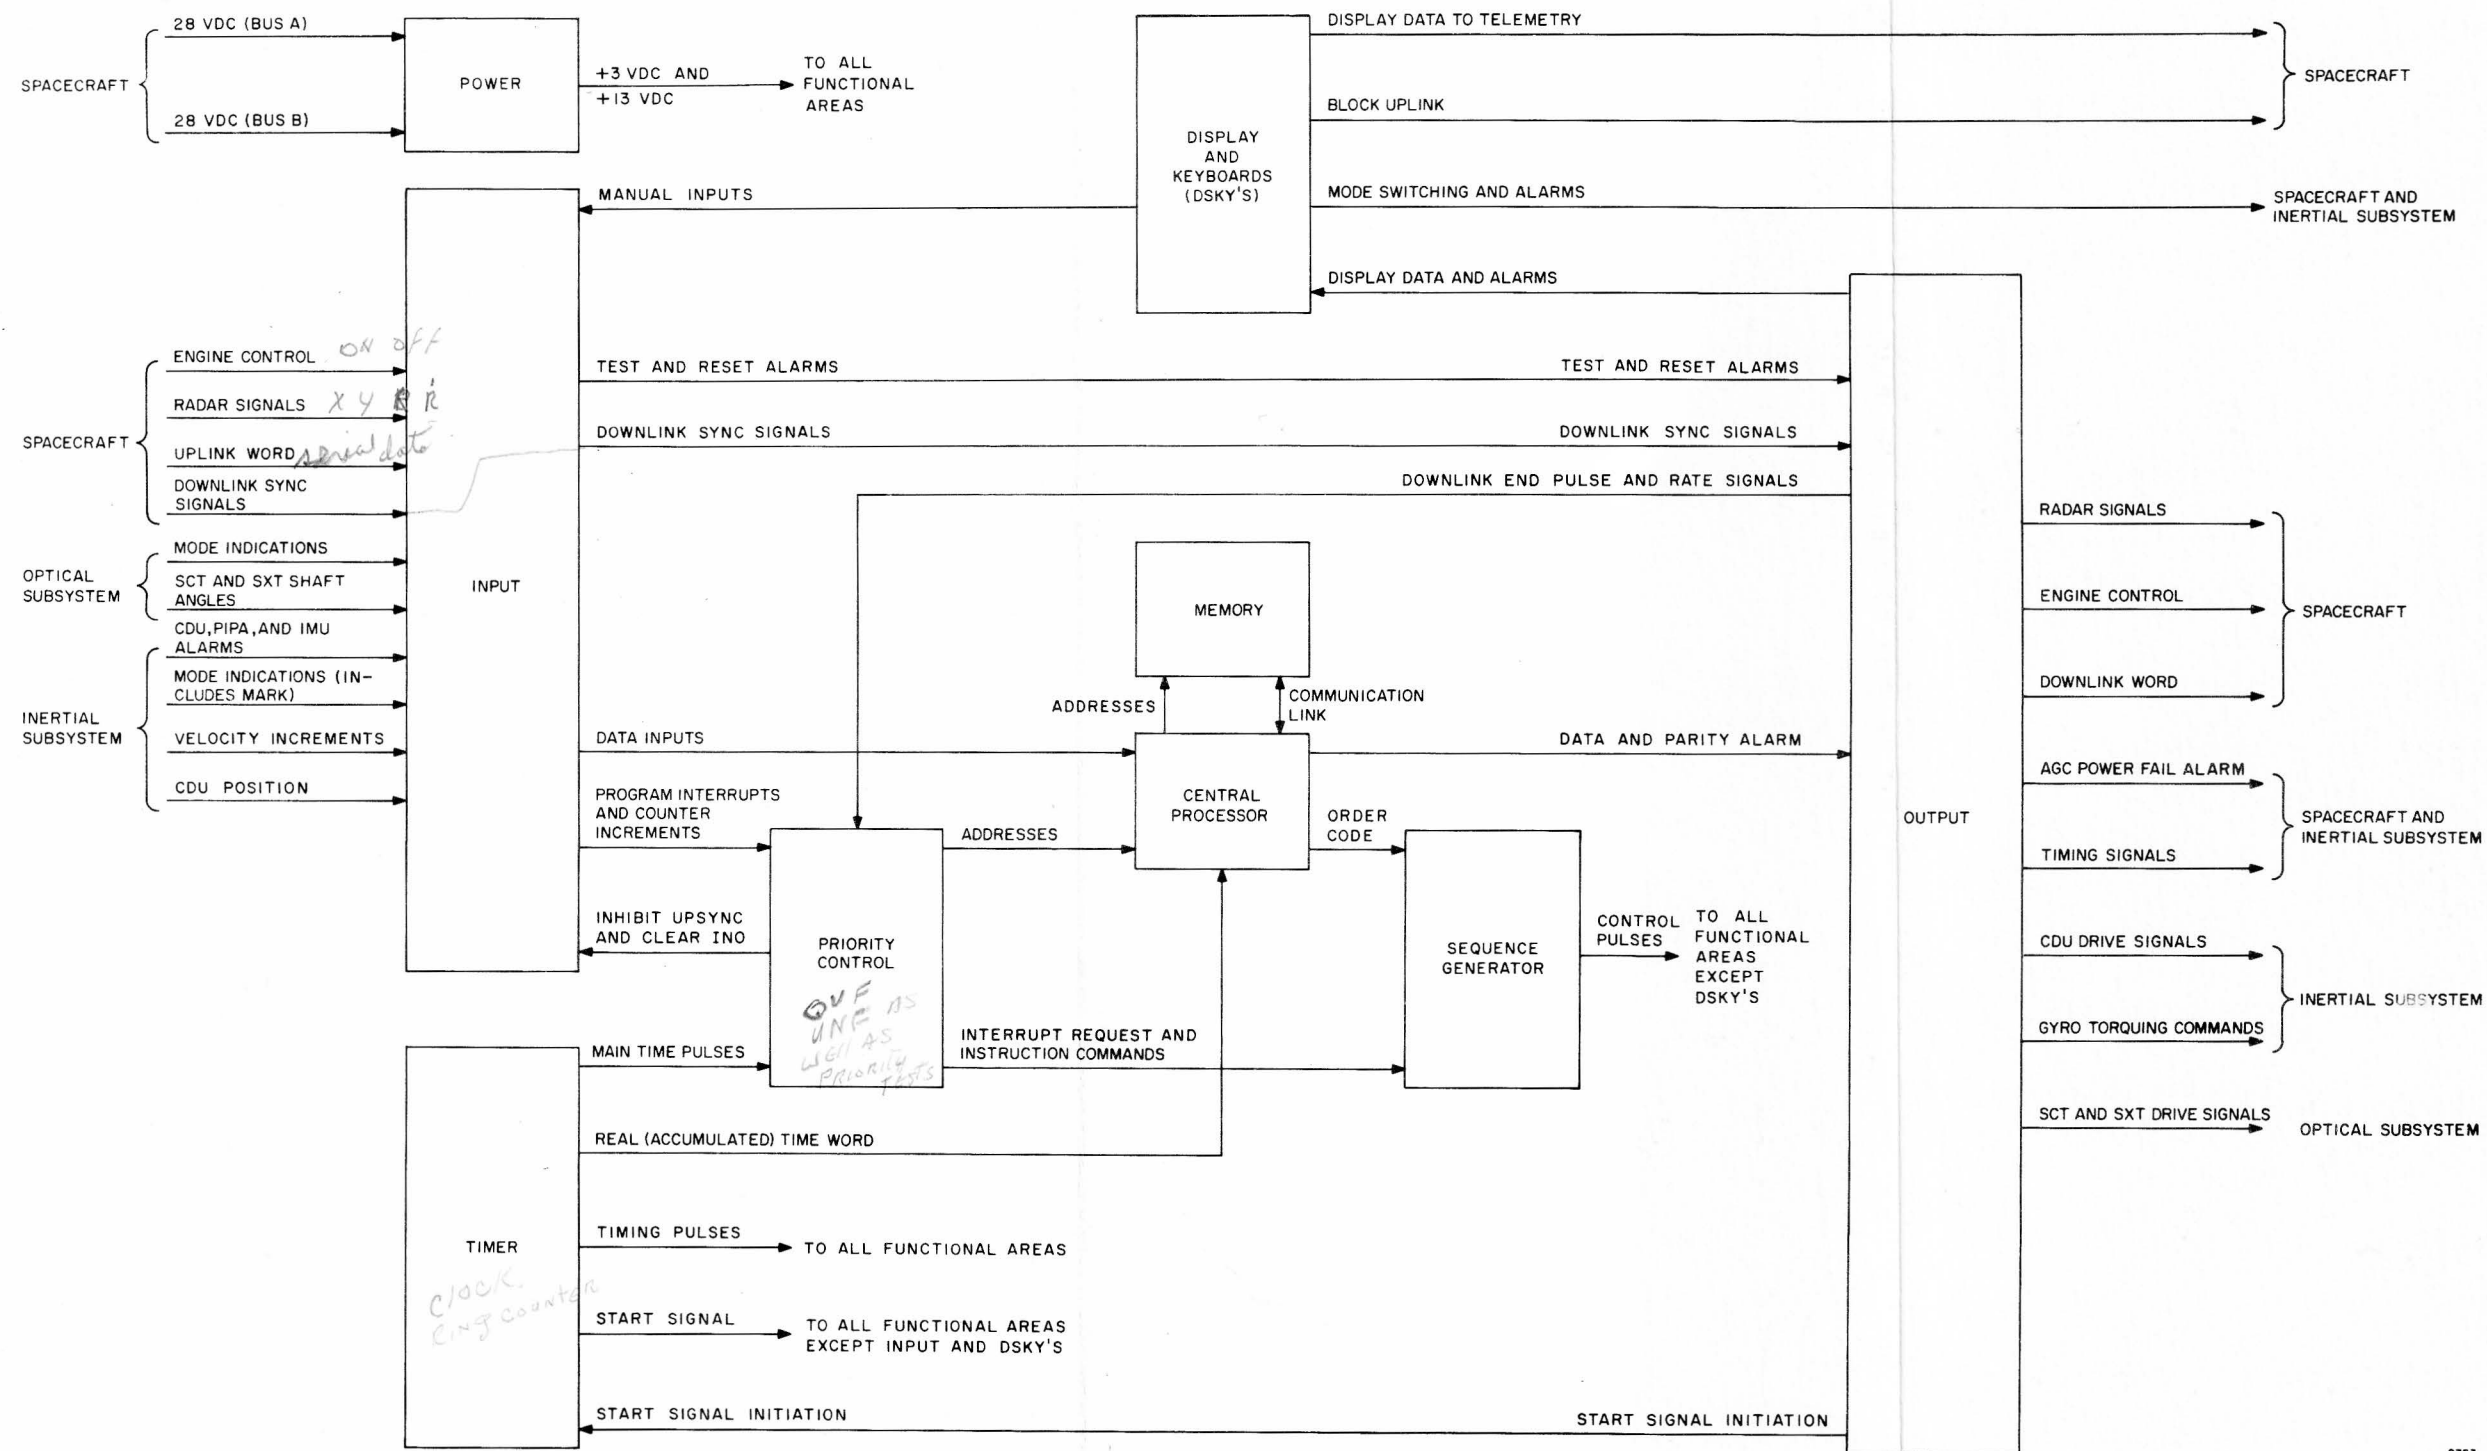 28 VDC (BUS A)
SPACECRAFT
28 VDC (BUS B)
POWER
+3 VDC AND
+13 VDC
TO ALL
FUNCTIONAL
AREAS
DISPLAY
AND
KEYBOARDS
(DSKY'S)
DISPLAY DATA TO TELEMETRY
BLOCK UPLINK
SPACECRAFT
MODE SWITCHING AND ALARMS
SPACECRAFT AND
INERTIAL SUBSYSTEM
DISPLAY DATA AND ALARMS
MANUAL INPUTS
SPACECRAFT
ENGINE CONTROL ON OFF
RADAR SIGNALS X Y R Ṙ
UPLINK WORD serial data
DOWNLINK SYNC
SIGNALS
OPTICAL
SUBSYSTEM
MODE INDICATIONS
SCT AND SXT SHAFT
ANGLES
INERTIAL
SUBSYSTEM
CDU, PIPA, AND IMU
ALARMS
MODE INDICATIONS (IN-
CLUDES MARK)
VELOCITY INCREMENTS
CDU POSITION
INPUT
TEST AND RESET ALARMS
TEST AND RESET ALARMS
DOWNLINK SYNC SIGNALS
DOWNLINK SYNC SIGNALS
DOWNLINK END PULSE AND RATE SIGNALS
MEMORY
ADDRESSES
COMMUNICATION
LINK
DATA INPUTS
CENTRAL
PROCESSOR
DATA AND PARITY ALARM
PROGRAM INTERRUPTS
AND COUNTER
INCREMENTS
ADDRESSES
ORDER
CODE
INHIBIT UPSYNC
AND CLEAR INO
PRIORITY
CONTROL
OVF
UNF AS
WELL AS
PRIORITY
TESTS
SEQUENCE
GENERATOR
CONTROL
PULSES
TO ALL
FUNCTIONAL
AREAS
EXCEPT
DSKY'S
MAIN TIME PULSES
INTERRUPT REQUEST AND
INSTRUCTION COMMANDS
REAL (ACCUMULATED) TIME WORD
TIMER
Clock
RING COUNTER
TIMING PULSES
TO ALL FUNCTIONAL AREAS
START SIGNAL
TO ALL FUNCTIONAL AREAS
EXCEPT INPUT AND DSKY'S
START SIGNAL INITIATION
START SIGNAL INITIATION
OUTPUT
RADAR SIGNALS
ENGINE CONTROL
DOWNLINK WORD
SPACECRAFT
AGC POWER FAIL ALARM
TIMING SIGNALS
SPACECRAFT AND
INERTIAL SUBSYSTEM
CDU DRIVE SIGNALS
GYRO TORQUING COMMANDS
INERTIAL SUBSYSTEM
SCT AND SXT DRIVE SIGNALS
OPTICAL SUBSYSTEM